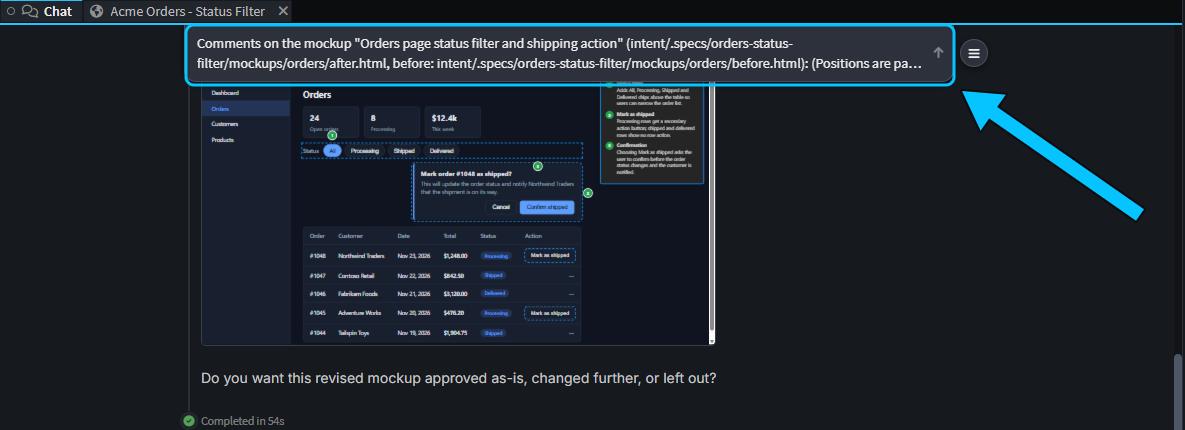 Chat
Acme Orders - Status Filter
Comments on the mockup "Orders page status filter and shipping action" (intent/.specs/orders-status-
filter/mockups/orders/after.html, before: intent/.specs/orders-status-filter/mockups/orders/before.html): (Positions are pa…
Dashboard
Orders
Customers
Products
Orders
24
Open orders
8
Processing
$12.4k
This week
1
Status All Processing Shipped Delivered
Mark order #1048 as shipped?
This will update the order status and notify Northwind Traders
that the shipment is on its way.
Cancel Confirm shipped
Order Customer Date Total Status Action
#1048 Northwind Traders Nov 23, 2026 $1,248.00 Processing Mark as shipped
#1047 Contoso Retail Nov 22, 2026 $842.50 Shipped —
#1046 Fabrikam Foods Nov 21, 2026 $3,120.00 Delivered —
#1045 Adventure Works Nov 20, 2026 $476.20 Processing Mark as shipped
#1044 Tailspin Toys Nov 19, 2026 $1,904.75 Shipped —
Adds All, Processing, Shipped and
Delivered chips above the table so
users can narrow the order list.
Mark as shipped
Processing rows get a secondary
action button; shipped and delivered
rows show no row action.
Confirmation
Choosing Mark as shipped asks the
user to confirm before the order
status changes and the customer is
notified.
Do you want this revised mockup approved as-is, changed further, or left out?
Completed in 54s